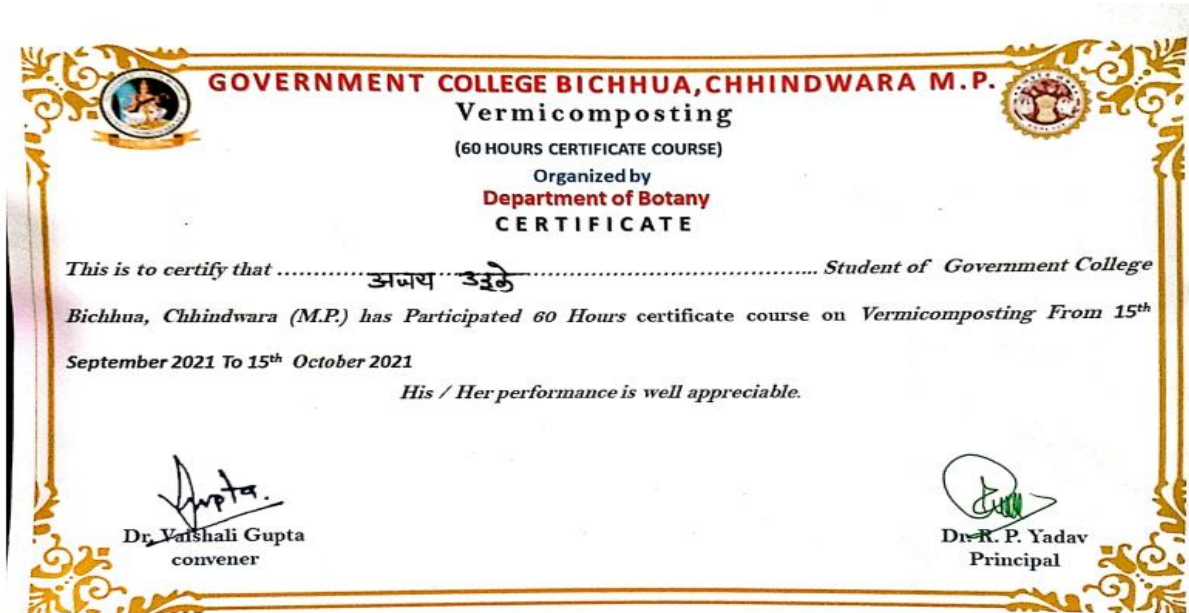 GOVERNMENT COLLEGE BICHHUA,CHHINDWARA M.P.
Vermicomposting
(60 HOURS CERTIFICATE COURSE)
Organized by
Department of Botany
CERTIFICATE
This is to certify that .......... अजय उइके .......... Student of Government College
Bichhua, Chhindwara (M.P.) has Participated 60 Hours certificate course on Vermicomposting From 15th
September 2021 To 15th October 2021
His / Her performance is well appreciable.
Gupta.
Dr. Vaishali Gupta
convener
Dr. R. P. Yadav
Principal